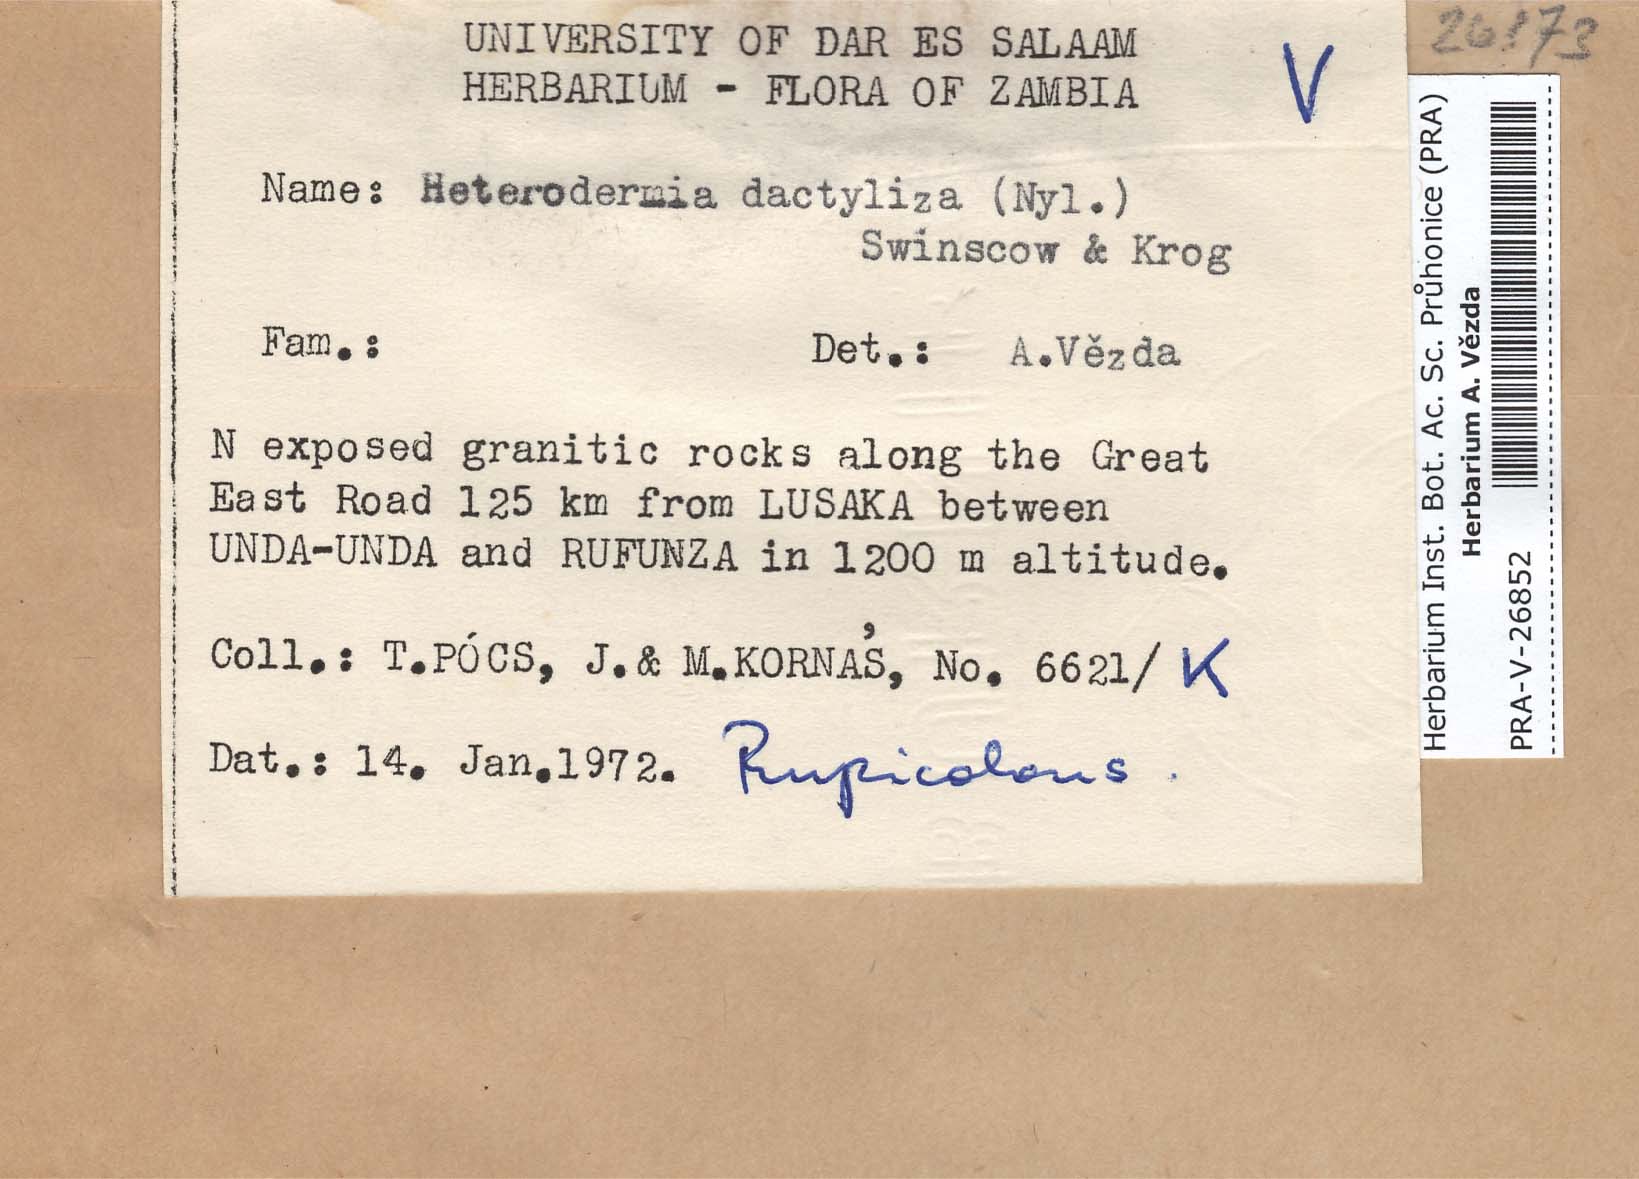 UNIVERSITY OF DAR ES SALAAM
HERBARIUM - FLORA OF ZAMBIA
V
26173
Name: Heterodermia dactyliza (Nyl.)
Swinscow & Krog
Fam.:
Det.: A.Vězda
N exposed granitic rocks along the Great
East Road 125 km from LUSAKA between
UNDA-UNDA and RUFUNZA in 1200 m altitude.
Coll.: T.PÓCS, J.& M.KORNAŚ, No. 6621/ K
Dat.: 14. Jan.1972. Rupicolous.
Herbarium Inst. Bot. Ac. Sc. Průhonice (PRA)
Herbarium A. Vězda
PRA-V-26852